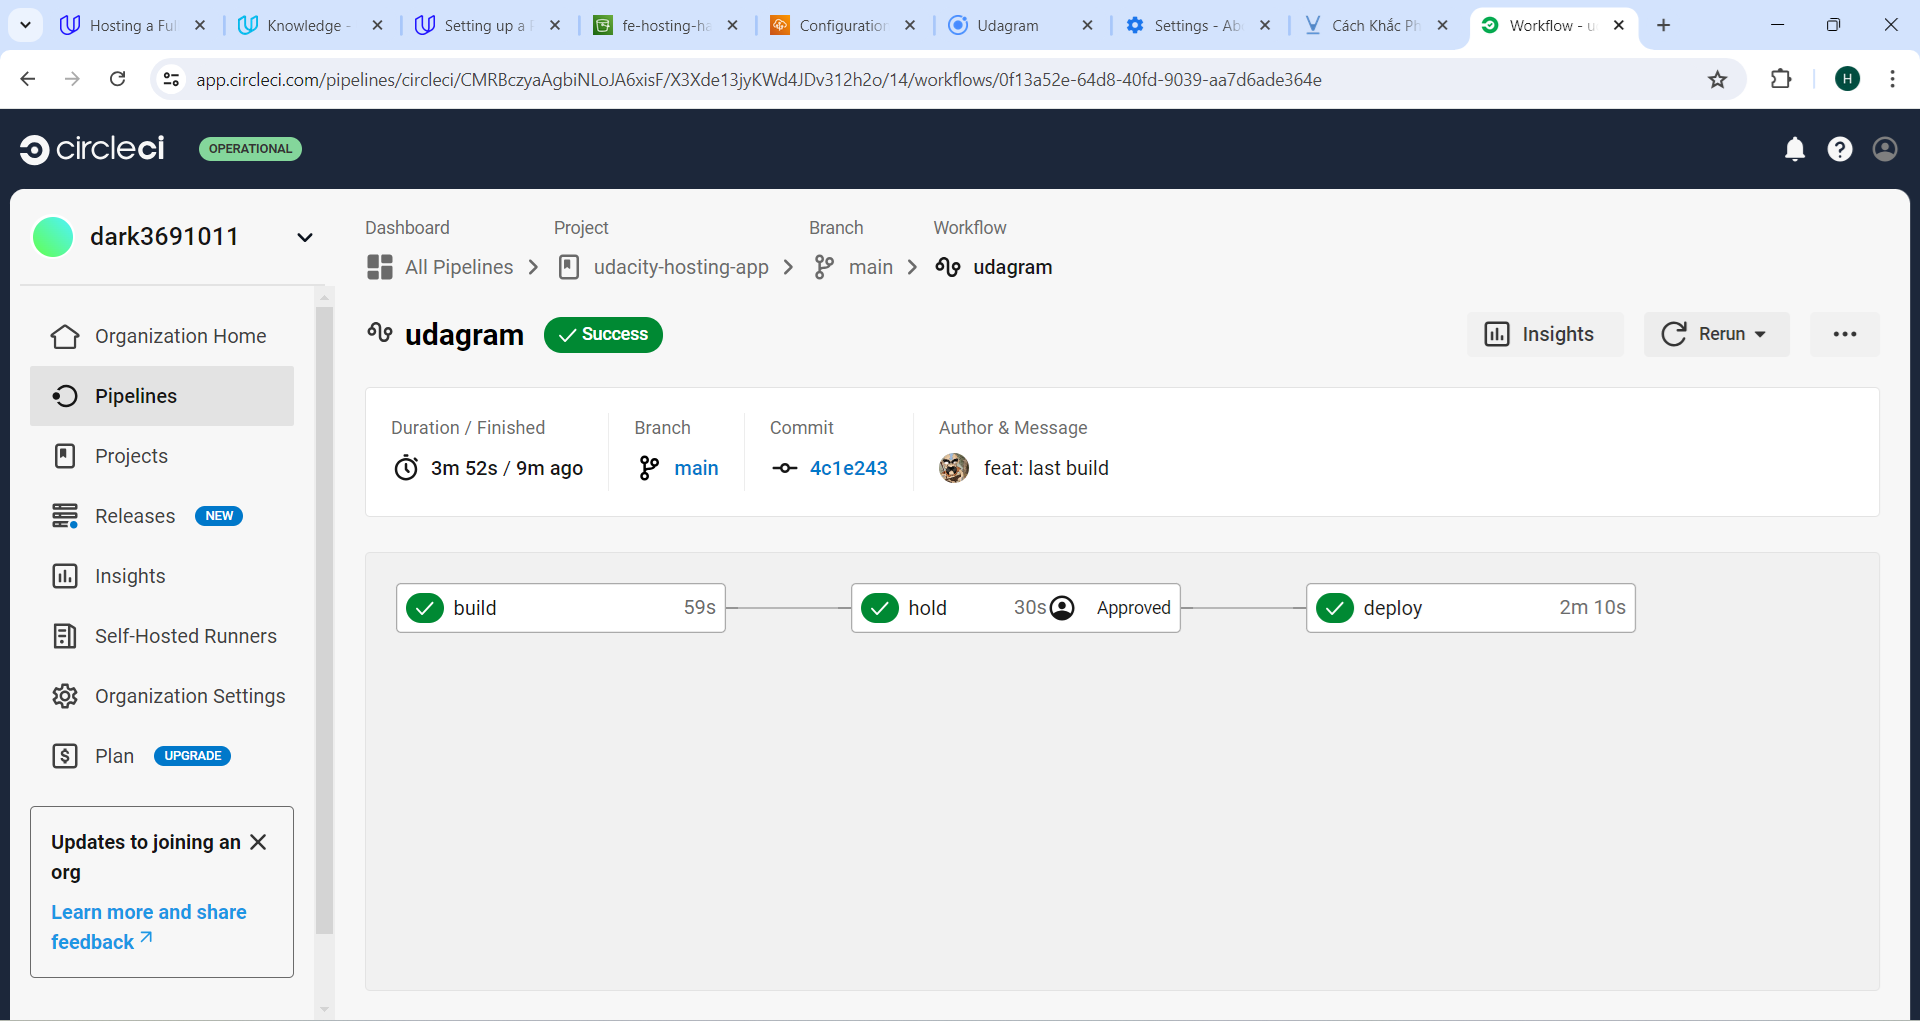 Hosting a Ful
Knowledge -
Setting up a P
fe-hosting-ha
Configuration
Udagram
Settings - Abo
Cách Khắc Ph
Workflow - u
app.circleci.com/pipelines/circleci/CMRBczyaAgbiNLoJA6xisF/X3Xde13jyKWd4JDv312h2o/14/workflows/0f13a52e-64d8-40fd-9039-aa7d6ade364e
H
circleci
OPERATIONAL
dark3691011
Organization Home
Pipelines
Projects
Releases NEW
Insights
Self-Hosted Runners
Organization Settings
Plan UPGRADE
Updates to joining an
org
Learn more and share
feedback
Dashboard Project Branch Workflow
All Pipelines udacity-hosting-app main udagram
udagram Success
Insights Rerun
Duration / Finished Branch Commit Author & Message
3m 52s / 9m ago main 4c1e243 feat: last build
build 59s hold 30s Approved deploy 2m 10s